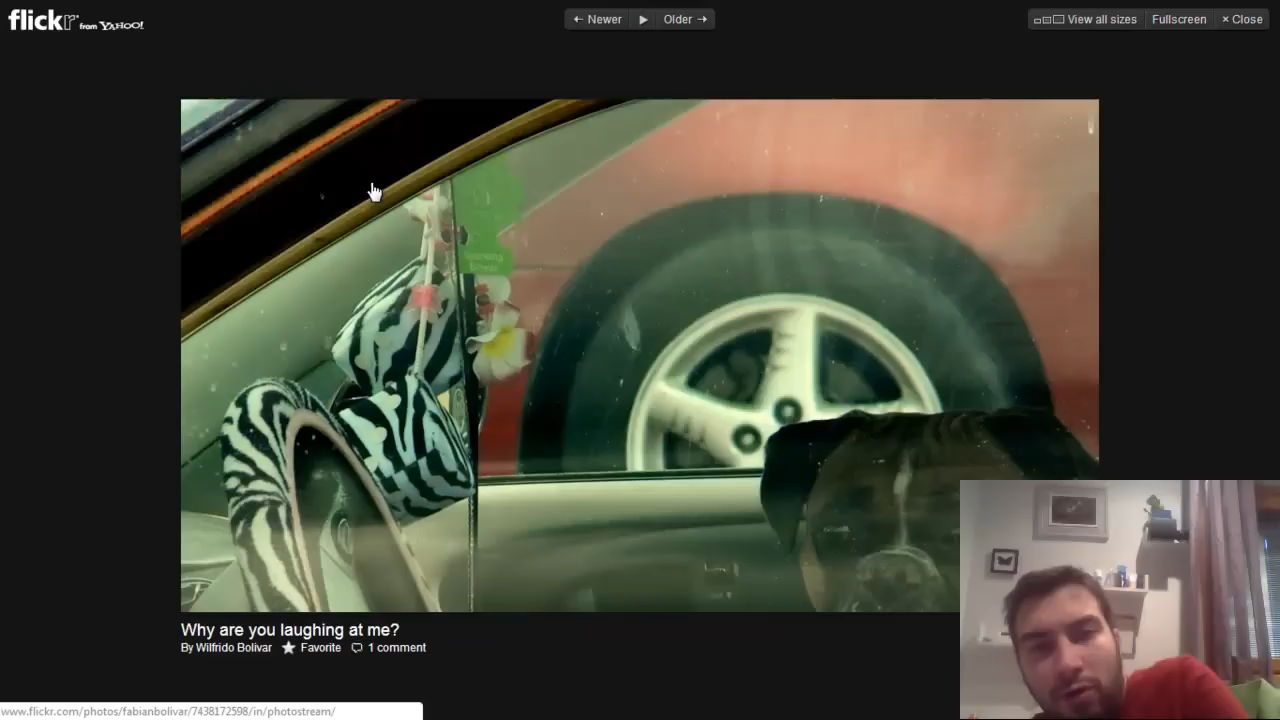 flickr from YAHOO!
← Newer
Older →
View all sizes
Fullscreen
× Close
Why are you laughing at me?
By Wilfrido Bolivar
Favorite
1 comment
www.flickr.com/photos/fabianbolivar/7438172598/in/photostream/